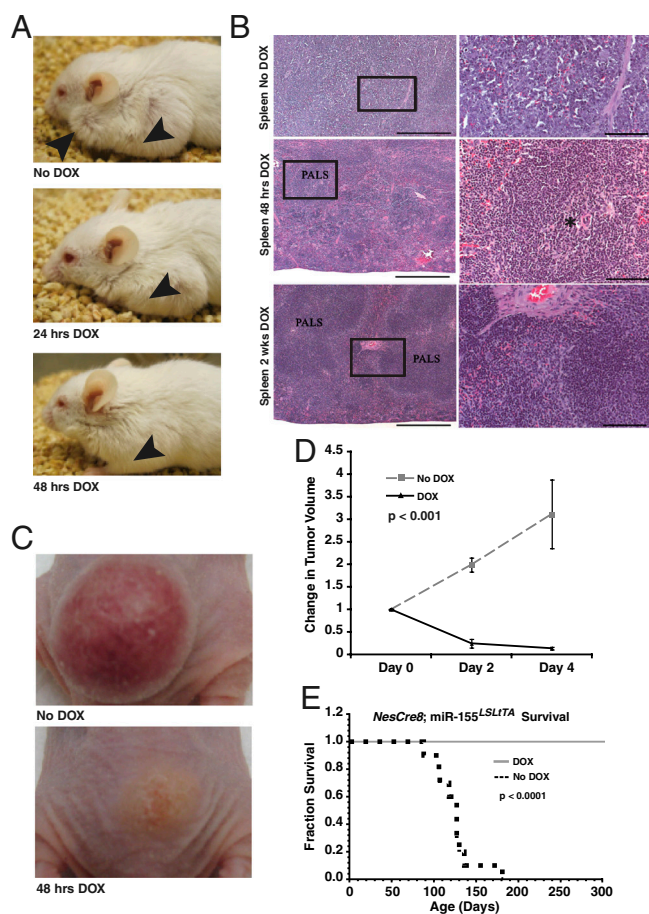 A
No DOX
24 hrs DOX
48 hrs DOX
B
Spleen No DOX
Spleen 48 hrs DOX
PALS
*
Spleen 2 wks DOX
PALS
PALS
C
No DOX
48 hrs DOX
D
4.5
4
3.5
3
2.5
2
1.5
1
0.5
0
Change in Tumor Volume
No DOX
DOX
p < 0.001
Day 0 Day 2 Day 4
E
NesCre8; miR-155LSLtTA Survival
1.2
1.0
0.8
0.6
0.4
0.2
0.0
Fraction Survival
DOX
No DOX
p < 0.0001
0 50 100 150 200 250 300
Age (Days)